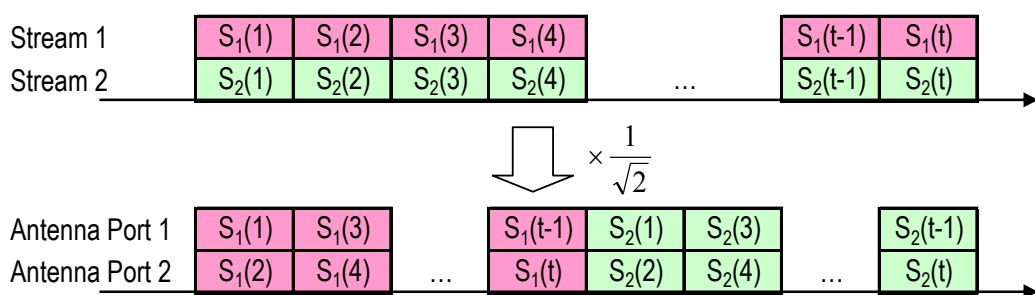 Stream 1 S₁(1) S₁(2) S₁(3) S₁(4) S₁(t-1) S₁(t)
Stream 2 S₂(1) S₂(2) S₂(3) S₂(4) ... S₂(t-1) S₂(t)
× 1/√2
Antenna Port 1 S₁(1) S₁(3) S₁(t-1) S₂(1) S₂(3) S₂(t-1)
Antenna Port 2 S₁(2) S₁(4) ... S₁(t) S₂(2) S₂(4) ... S₂(t)